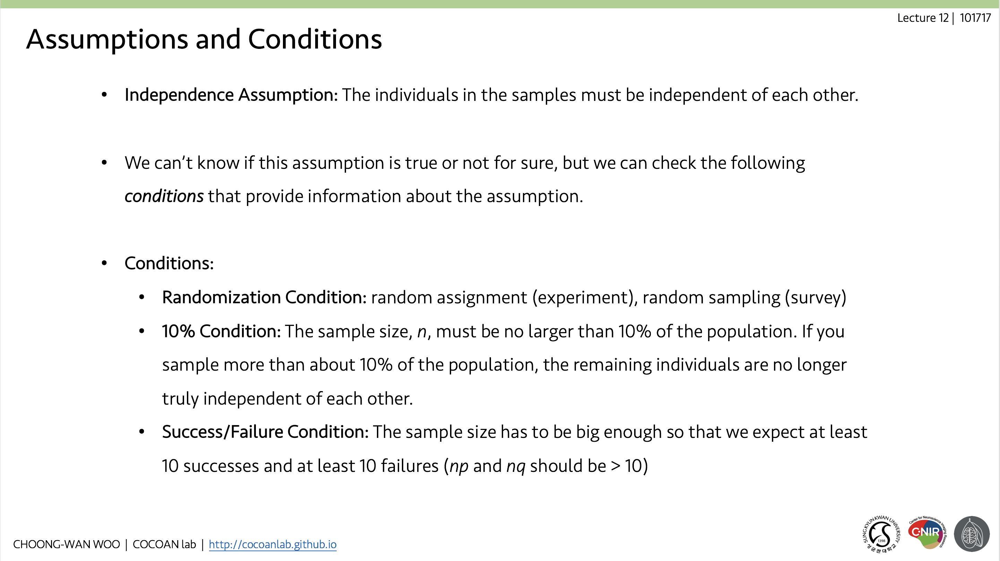 Lecture 12 | 101717
Assumptions and Conditions
• Independence Assumption: The individuals in the samples must be independent of each other.
• We can't know if this assumption is true or not for sure, but we can check the following
conditions that provide information about the assumption.
• Conditions:
• Randomization Condition: random assignment (experiment), random sampling (survey)
• 10% Condition: The sample size, n, must be no larger than 10% of the population. If you
sample more than about 10% of the population, the remaining individuals are no longer
truly independent of each other.
• Success/Failure Condition: The sample size has to be big enough so that we expect at least
10 successes and at least 10 failures (np and nq should be > 10)
CHOONG-WAN WOO | COCOAN lab | http://cocoanlab.github.io
SUNGKYUNKWAN UNIVERSITY
1398
성균관대학교
Center for Neuroscience Imaging Research
CNIR